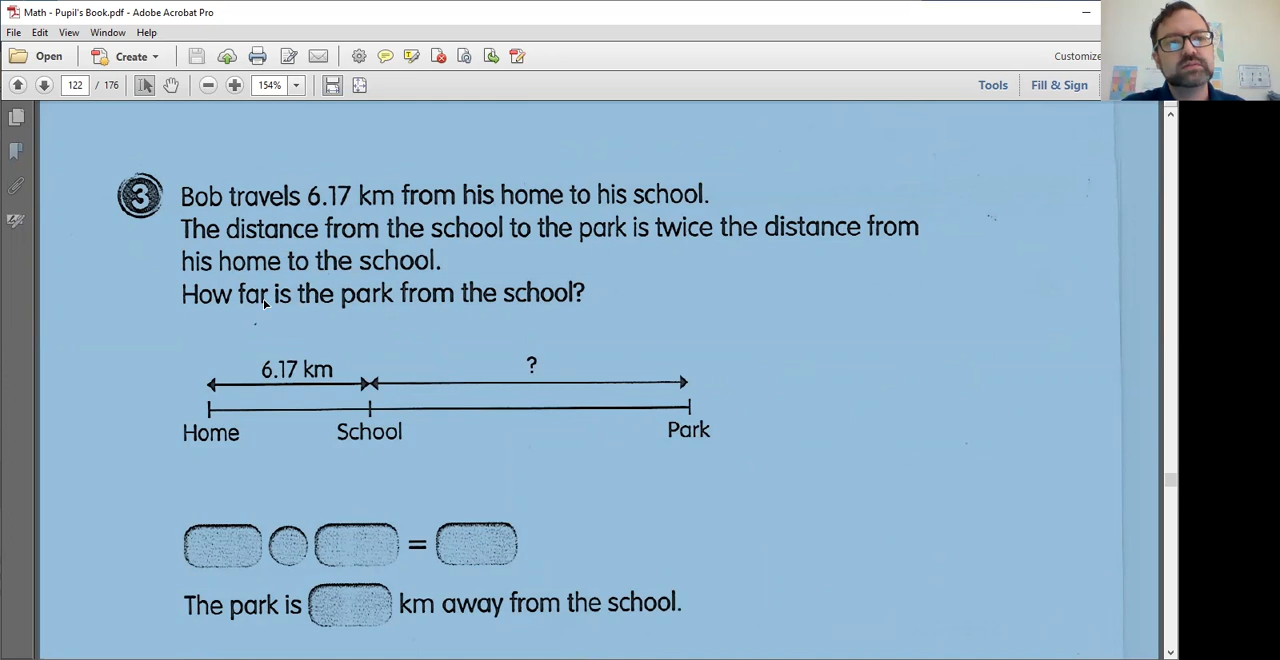 Math - Pupil's Book.pdf - Adobe Acrobat Pro
File Edit View Window Help
Open Create Customize
122 / 176 154% Tools Fill & Sign
3 Bob travels 6.17 km from his home to his school.
The distance from the school to the park is twice the distance from
his home to the school.
How far is the park from the school?
6.17 km ?
Home School Park
=
The park is km away from the school.